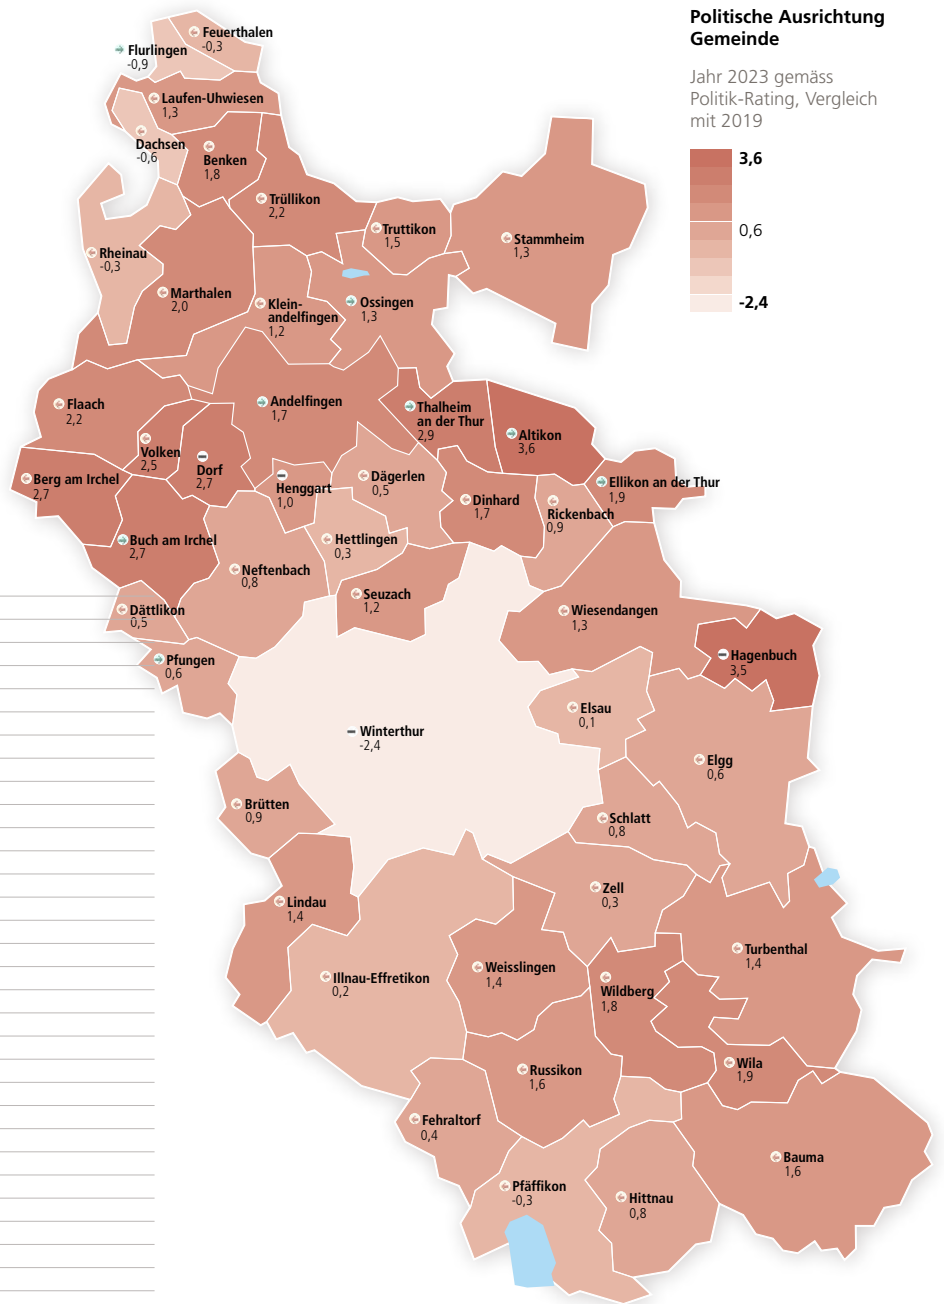 Politische Ausrichtung
Gemeinde
Jahr 2023 gemäss
Politik-Rating, Vergleich
mit 2019
3,6
0,6
-2,4
Feuerthalen
-0,3
Flurlingen
-0,9
Laufen-Uhwiesen
1,3
Dachsen
-0,6
Benken
1,8
Trüllikon
2,2
Truttikon
1,5
Stammheim
1,3
Rheinau
-0,3
Marthalen
2,0
Klein-
andelfingen
1,2
Ossingen
1,3
Flaach
2,2
Andelfingen
1,7
Thalheim
an der Thur
2,9
Altikon
3,6
Volken
2,5
Dorf
2,7
Berg am Irchel
2,7
Henggart
1,0
Dägerlen
0,5
Dinhard
1,7
Rickenbach
0,9
Ellikon an der Thur
1,9
Buch am Irchel
2,7
Hettlingen
0,3
Neftenbach
0,8
Seuzach
1,2
Dättlikon
0,5
Wiesendangen
1,3
Pfungen
0,6
Hagenbuch
3,5
Elsau
0,1
Winterthur
-2,4
Elgg
0,6
Brütten
0,9
Schlatt
0,8
Zell
0,3
Lindau
1,4
Turbenthal
1,4
Illnau-Effretikon
0,2
Weisslingen
1,4
Wildberg
1,8
Russikon
1,6
Wila
1,9
Fehraltorf
0,4
Bauma
1,6
Pfäffikon
-0,3
Hittnau
0,8